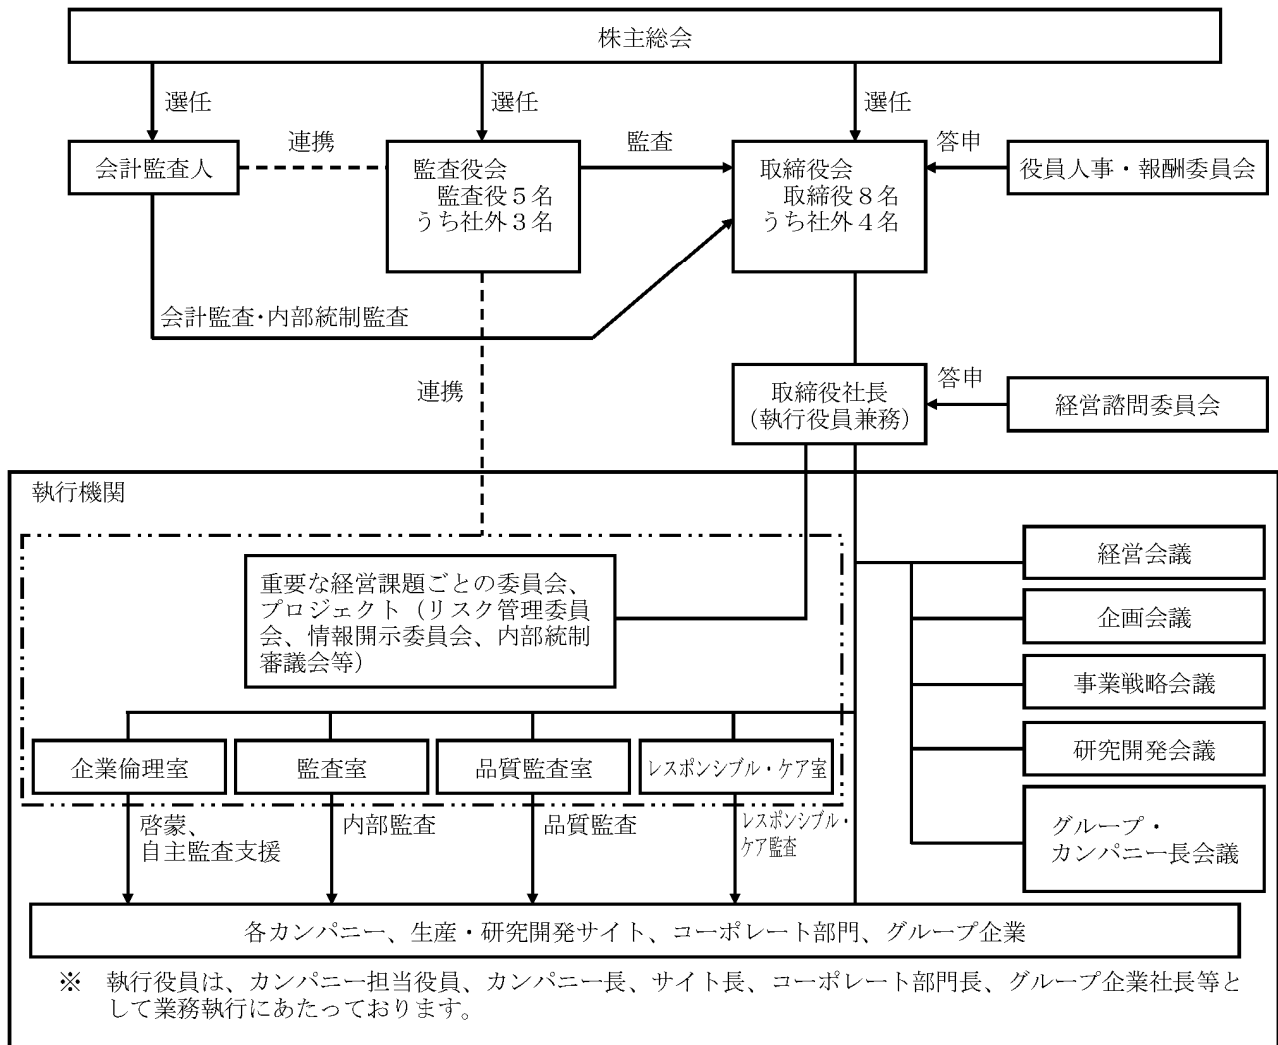 株主総会
選任
選任
選任
会計監査人
連携
監査役会
監査役５名
うち社外３名
監査
取締役会
取締役８名
うち社外４名
答申
役員人事・報酬委員会
会計監査・内部統制監査
連携
取締役社長
（執行役員兼務）
答申
経営諮問委員会
執行機関
重要な経営課題ごとの委員会、
プロジェクト（リスク管理委員
会、情報開示委員会、内部統制
審議会等）
経営会議
企画会議
事業戦略会議
研究開発会議
グループ・
カンパニー長会議
企業倫理室
監査室
品質監査室
レスポンシブル・ケア室
啓蒙、
自主監査支援
内部監査
品質監査
レスポンシブル・
ケア監査
各カンパニー、生産・研究開発サイト、コーポレート部門、グループ企業
※　執行役員は、カンパニー担当役員、カンパニー長、サイト長、コーポレート部門長、グループ企業社長等と
して業務執行にあたっております。